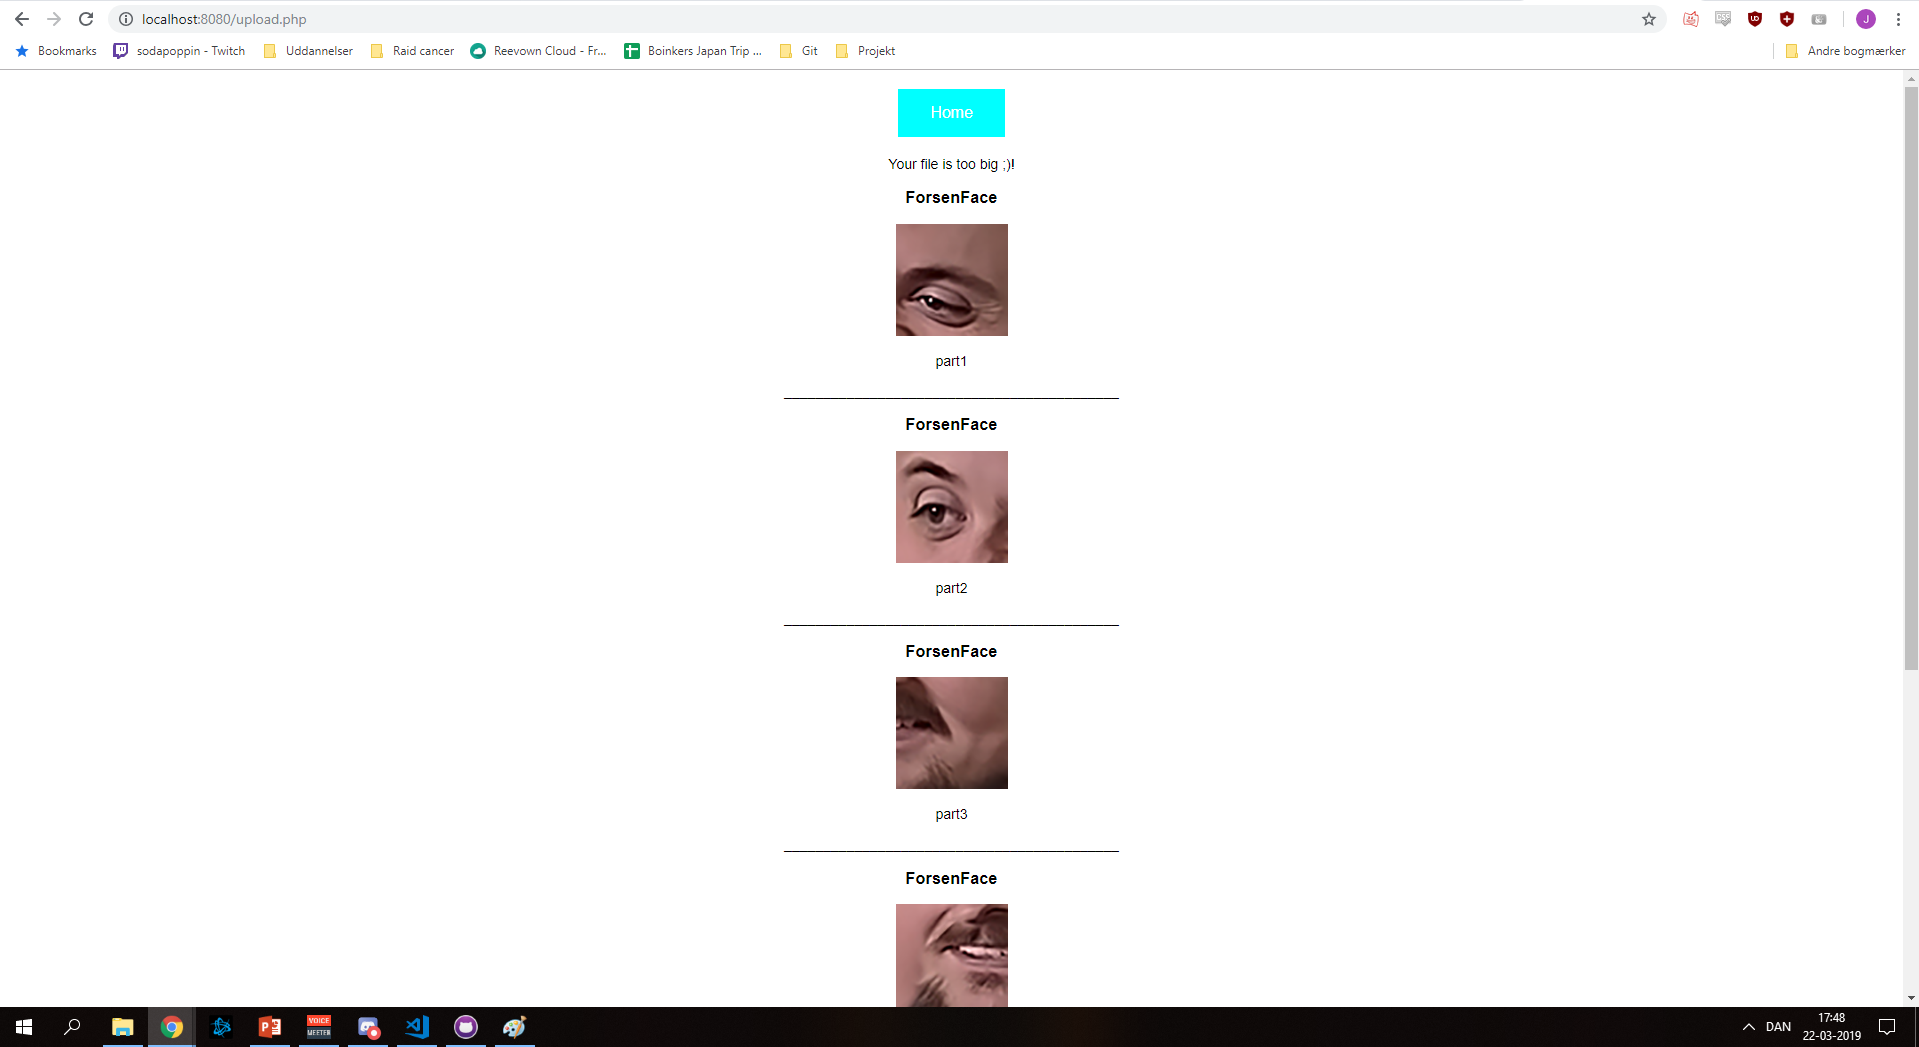 localhost:8080/upload.php
Bookmarks sodapoppin - Twitch Uddannelser Raid cancer Reevown Cloud - Fr... Boinkers Japan Trip ... Git Projekt Andre bogmærker
Home
Your file is too big ;)!
ForsenFace
part1
ForsenFace
part2
ForsenFace
part3
ForsenFace
VOICE
MEETER
DAN
17:48
22-03-2019